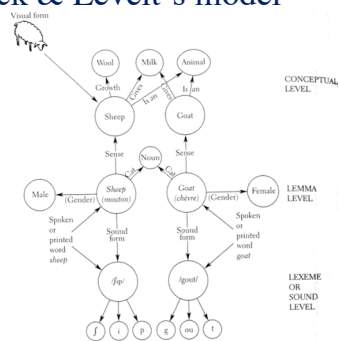 ck & Levelt's model
Visual form
Wool
Milk
Animal
Growth
Gives
Is an
Gives
Is an
CONCEPTUAL
LEVEL
Sheep
Goat
Sense
Sense
Noun
Cat
Cat
Male
(Gender)
Sheep
(mouton)
Goat
(chèvre)
(Gender)
Female
LEMMA
LEVEL
Spoken
or
printed
word
sheep
Sound
form
Sound
form
Spoken
or
printed
word
goat
/ʃip/
/gout/
LEXEME
OR
SOUND
LEVEL
ʃ
i
p
g
ou
t